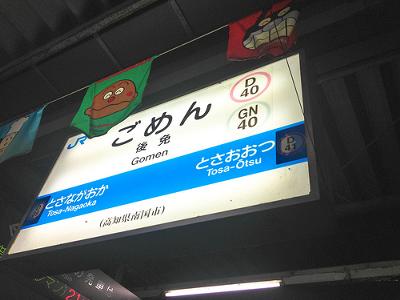 JR
ごめん
後免
Gomen
D
40
GN
40
とさながおか
Tosa-Nagaoka
とさおおつ
Tosa-Ōtsu
D
41
(高知県南国市)